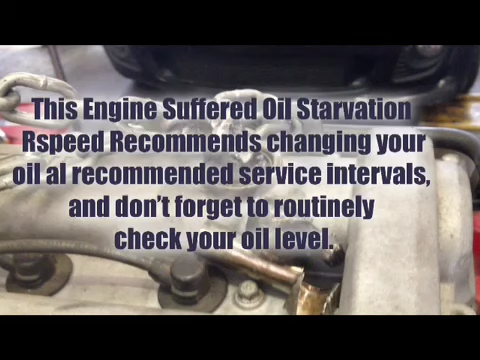 This Engine Suffered Oil Starvation
Rspeed Recommends changing your
oil al recommended service intervals,
and don't forget to routinely
check your oil level.